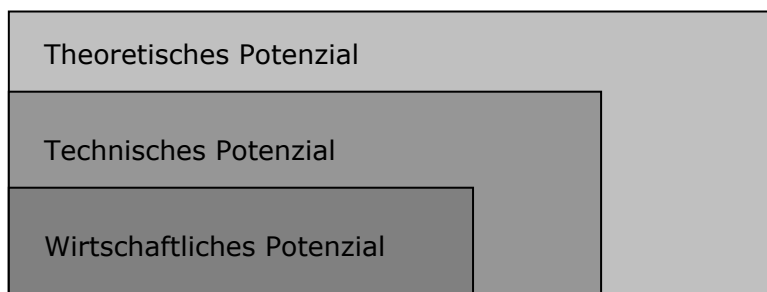 Theoretisches Potenzial
Technisches Potenzial
Wirtschaftliches Potenzial